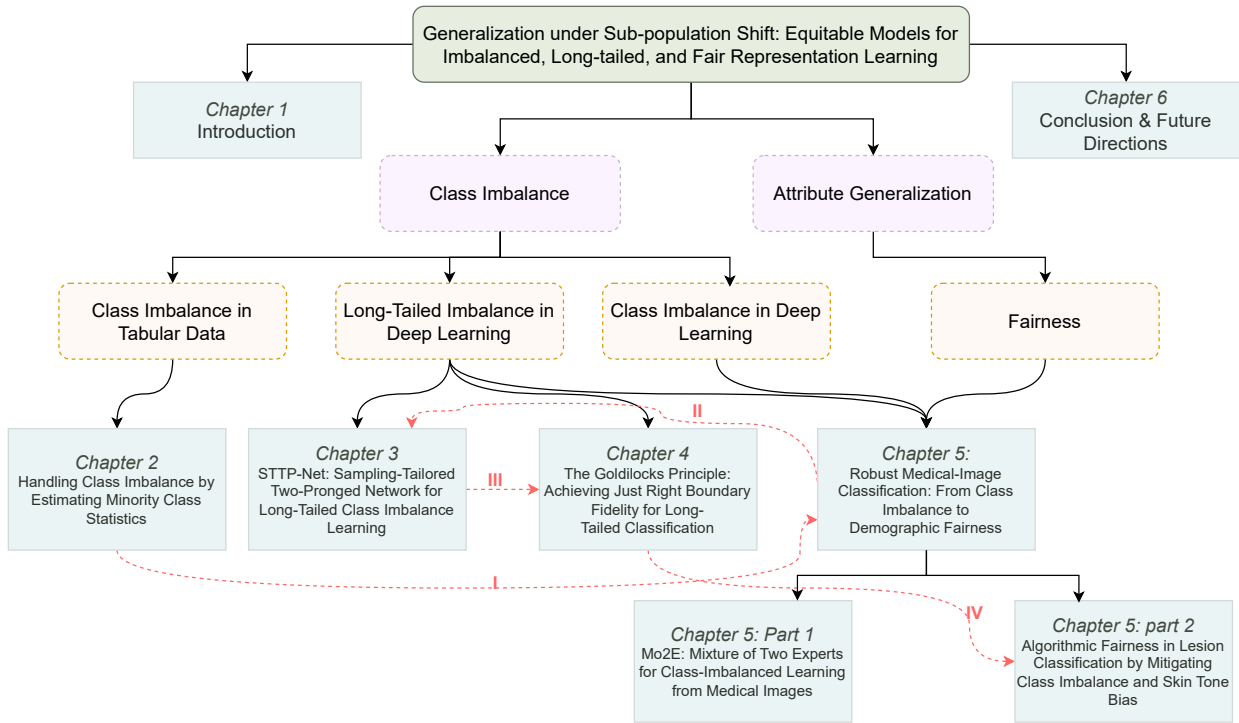 Generalization under Sub-population Shift: Equitable Models for
Imbalanced, Long-tailed, and Fair Representation Learning
Chapter 1
Introduction
Chapter 6
Conclusion & Future
Directions
Class Imbalance
Attribute Generalization
Class Imbalance in
Tabular Data
Long-Tailed Imbalance in
Deep Learning
Class Imbalance in Deep
Learning
Fairness
II
Chapter 2
Handling Class Imbalance by
Estimating Minority Class
Statistics
Chapter 3
STTP-Net: Sampling-Tailored
Two-Pronged Network for
Long-Tailed Class Imbalance
Learning
III
Chapter 4
The Goldilocks Principle:
Achieving Just Right Boundary
Fidelity for Long-
Tailed Classification
Chapter 5:
Robust Medical-Image
Classification: From Class
Imbalance to
Demographic Fairness
I
IV
Chapter 5: Part 1
Mo2E: Mixture of Two Experts
for Class-Imbalanced Learning
from Medical Images
Chapter 5: part 2
Algorithmic Fairness in Lesion
Classification by Mitigating
Class Imbalance and Skin Tone
Bias